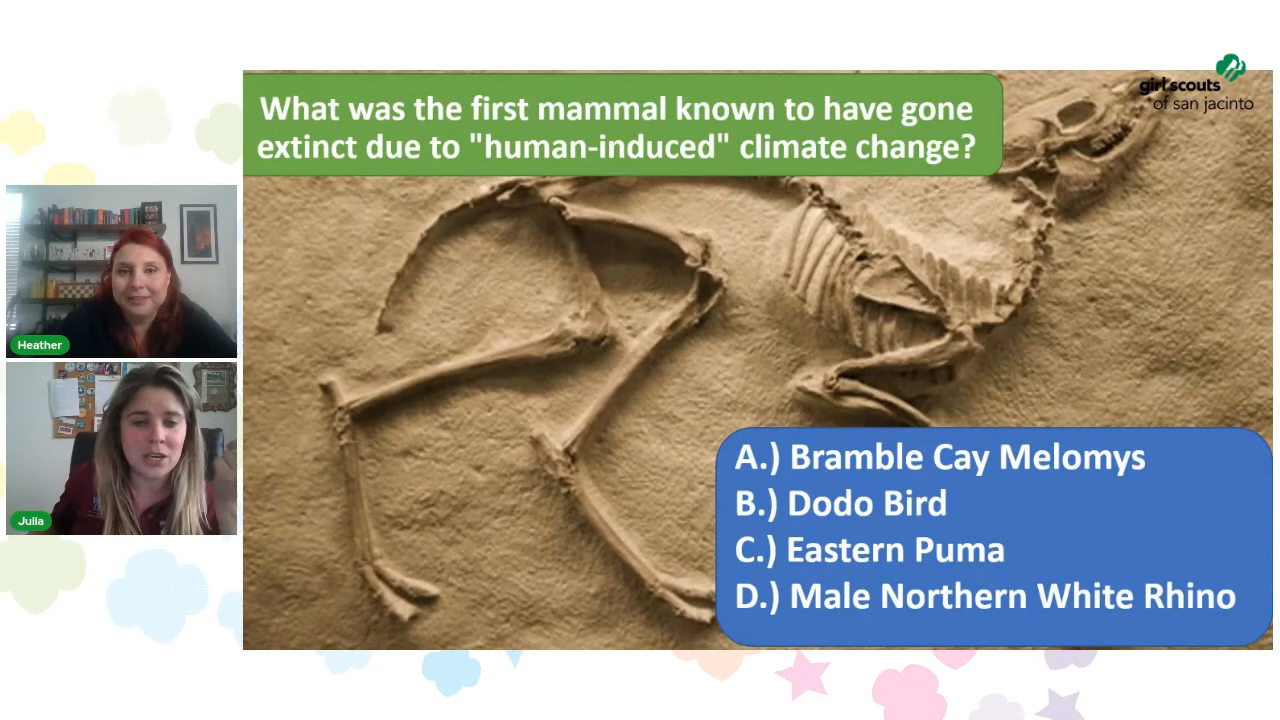 girl scouts
of san jacinto
What was the first mammal known to have gone
extinct due to "human-induced" climate change?
Heather
Julia
A.) Bramble Cay Melomys
B.) Dodo Bird
C.) Eastern Puma
D.) Male Northern White Rhino